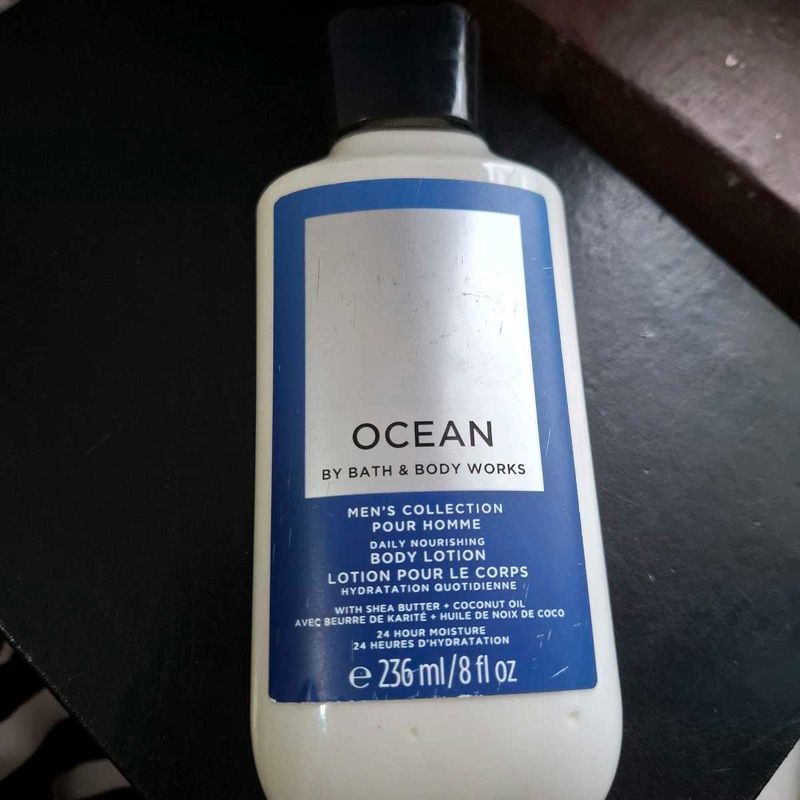 OCEAN
BY BATH & BODY WORKS
MEN'S COLLECTION
POUR HOMME
DAILY NOURISHING
BODY LOTION
LOTION POUR LE CORPS
HYDRATATION QUOTIDIENNE
WITH SHEA BUTTER + COCONUT OIL
AVEC BEURRE DE KARITÉ + HUILE DE NOIX DE COCO
24 HOUR MOISTURE
24 HEURES D'HYDRATATION
℮ 236 ml/8 fl oz